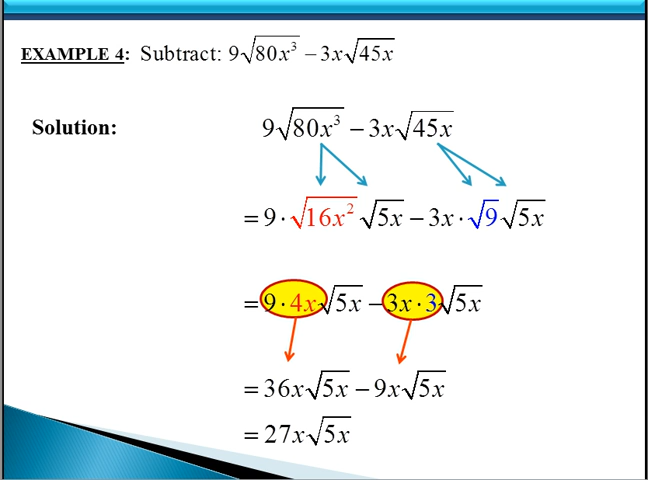 EXAMPLE 4: Subtract: 9√(80x³) − 3x√(45x)
Solution:
9√(80x³) − 3x√(45x)
= 9 · √(16x²) √(5x) − 3x · √9 √(5x)
= 9 · 4x√(5x) − 3x · 3√(5x)
= 36x√(5x) − 9x√(5x)
= 27x√(5x)